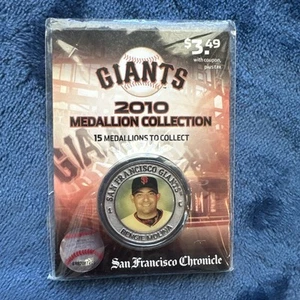 $3.49
with coupon,
plus tax
GIANTS
2010
MEDALLION COLLECTION
15 MEDALLIONS TO COLLECT
SAN FRANCISCO GIANTS
BENGIE MOLINA
San Francisco Chronicle